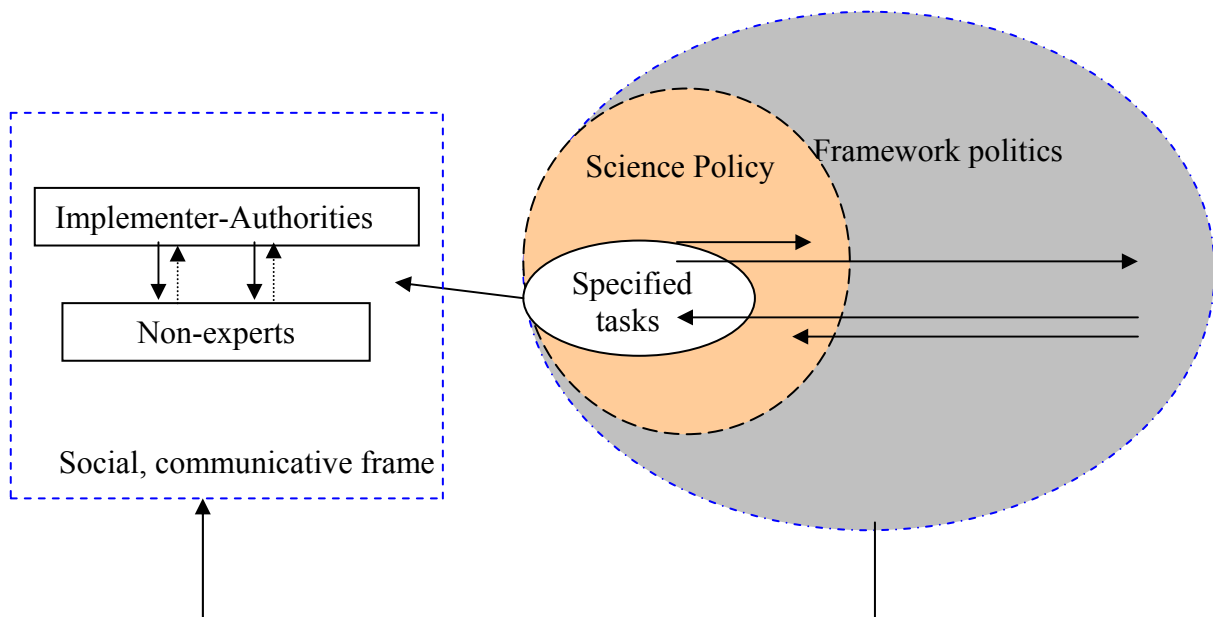 Implementer-Authorities
Non-experts
Social, communicative frame
Science Policy
Framework politics
Specified
tasks